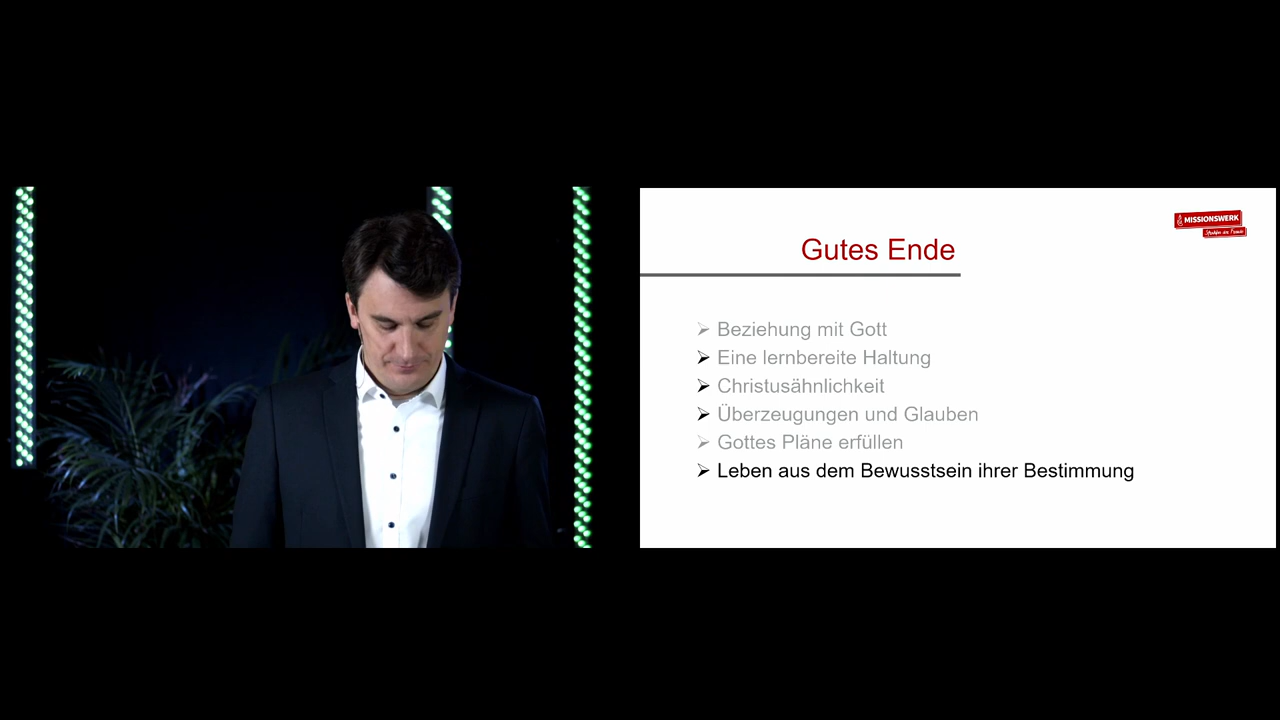 MISSIONSWERK
Gutes Ende
Beziehung mit Gott
Eine lernbereite Haltung
Christusähnlichkeit
Überzeugungen und Glauben
Gottes Pläne erfüllen
Leben aus dem Bewusstsein ihrer Bestimmung